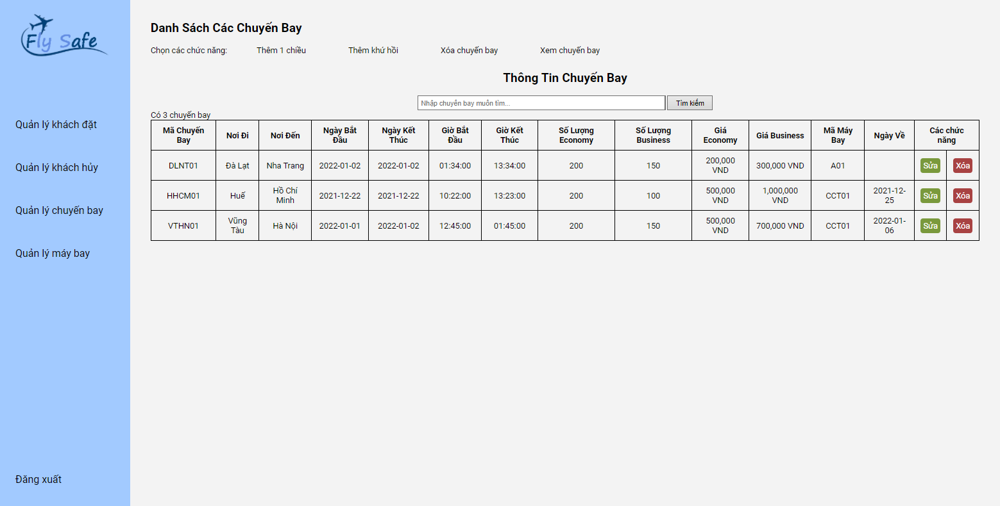 Fly Safe
Quản lý khách đặt
Quản lý khách hủy
Quản lý chuyến bay
Quản lý máy bay
Đăng xuất
Danh Sách Các Chuyến Bay
Chọn các chức năng: Thêm 1 chiều Thêm khứ hồi Xóa chuyến bay Xem chuyến bay
Thông Tin Chuyến Bay
Nhập chuyến bay muốn tìm... Tìm kiếm
Có 3 chuyến bay
Mã Chuyến Bay Nơi Đi Nơi Đến Ngày Bắt Đầu Ngày Kết Thúc Giờ Bắt Đầu Giờ Kết Thúc Số Lượng Economy Số Lượng Business Giá Economy Giá Business Mã Máy Bay Ngày Về Các chức năng
DLNT01 Đà Lạt Nha Trang 2022-01-02 2022-01-02 01:34:00 13:34:00 200 150 200,000 VND 300,000 VND A01 Sửa Xóa
HHCM01 Huế Hồ Chí Minh 2021-12-22 2021-12-22 10:22:00 13:23:00 200 100 500,000 VND 1,000,000 VND CCT01 2021-12-25 Sửa Xóa
VTHN01 Vũng Tàu Hà Nội 2022-01-01 2022-01-02 12:45:00 01:45:00 200 150 500,000 VND 700,000 VND CCT01 2022-01-06 Sửa Xóa